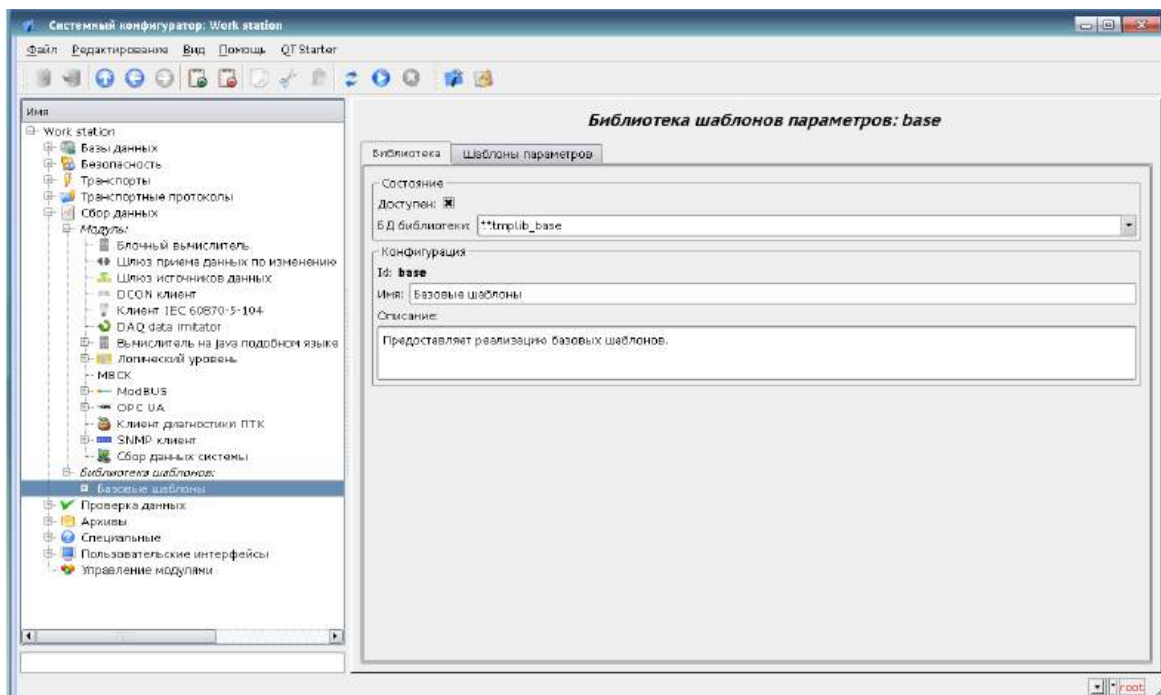 Системный конфигуратор: Work station
Файл Редактирование Вид Помощь QTStarter
Имя
Work station
Базы данных
Безопасность
Транспорты
Транспортные протоколы
Сбор данных
Модуль:
Блочный вычислитель
Шлюз приема данных по изменению
Шлюз источников данных
DCON клиент
Клиент IEC 60870-5-104
DAQ data imitator
Вычислитель на Java подобном языке
Логический уровень
МВСК
ModBUS
OPC UA
Клиент диагностики ПТК
SNMP клиент
Сбор данных системы
Библиотека шаблонов:
Базовые шаблоны
Проверка данных
Архивы
Специальные
Пользовательские интерфейсы
Управление модулями
Библиотека шаблонов параметров: base
Библиотека Шаблоны параметров
Состояние
Доступен:
БД библиотеки: *.*.tmplib_base
Конфигурация
Id: base
Имя: Базовые шаблоны
Описание:
Предоставляет реализацию базовых шаблонов.
root